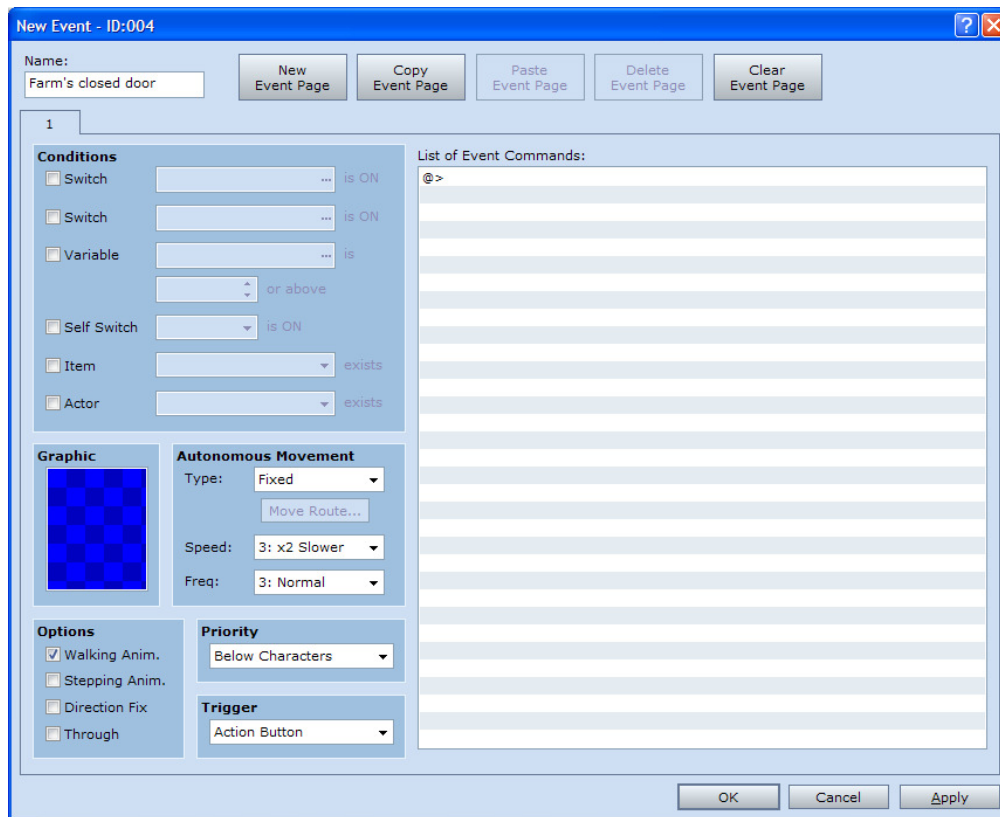 New Event - ID:004
Name:
Farm's closed door
New
Event Page
Copy
Event Page
Paste
Event Page
Delete
Event Page
Clear
Event Page
1
Conditions
Switch ... is ON
Switch ... is ON
Variable ... is
or above
Self Switch is ON
Item exists
Actor exists
Graphic
Autonomous Movement
Type: Fixed
Move Route...
Speed: 3: x2 Slower
Freq: 3: Normal
Options
Walking Anim.
Stepping Anim.
Direction Fix
Through
Priority
Below Characters
Trigger
Action Button
List of Event Commands:
@>
OK Cancel Apply